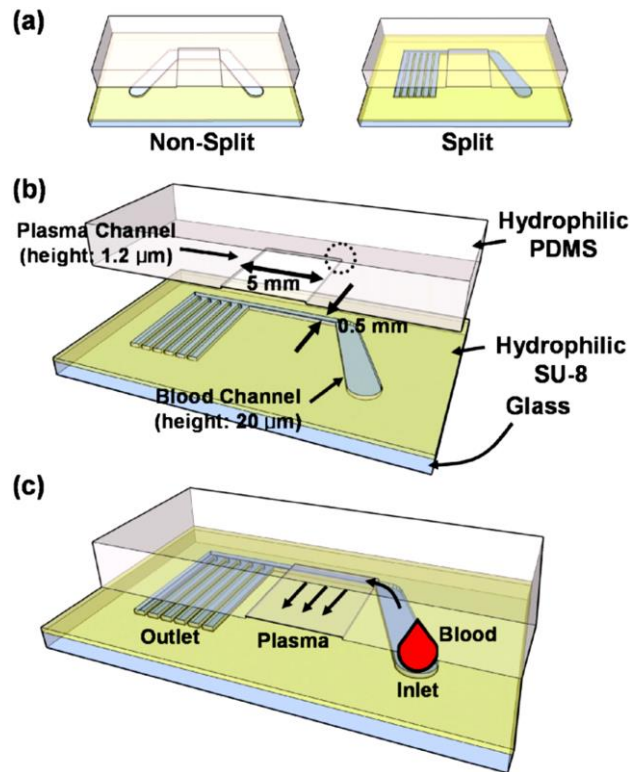 (a)
Non-Split
Split
(b)
Plasma Channel
(height: 1.2 μm)
5 mm
0.5 mm
Blood Channel
(height: 20 μm)
Hydrophilic
PDMS
Hydrophilic
SU-8
Glass
(c)
Outlet
Plasma
Blood
Inlet